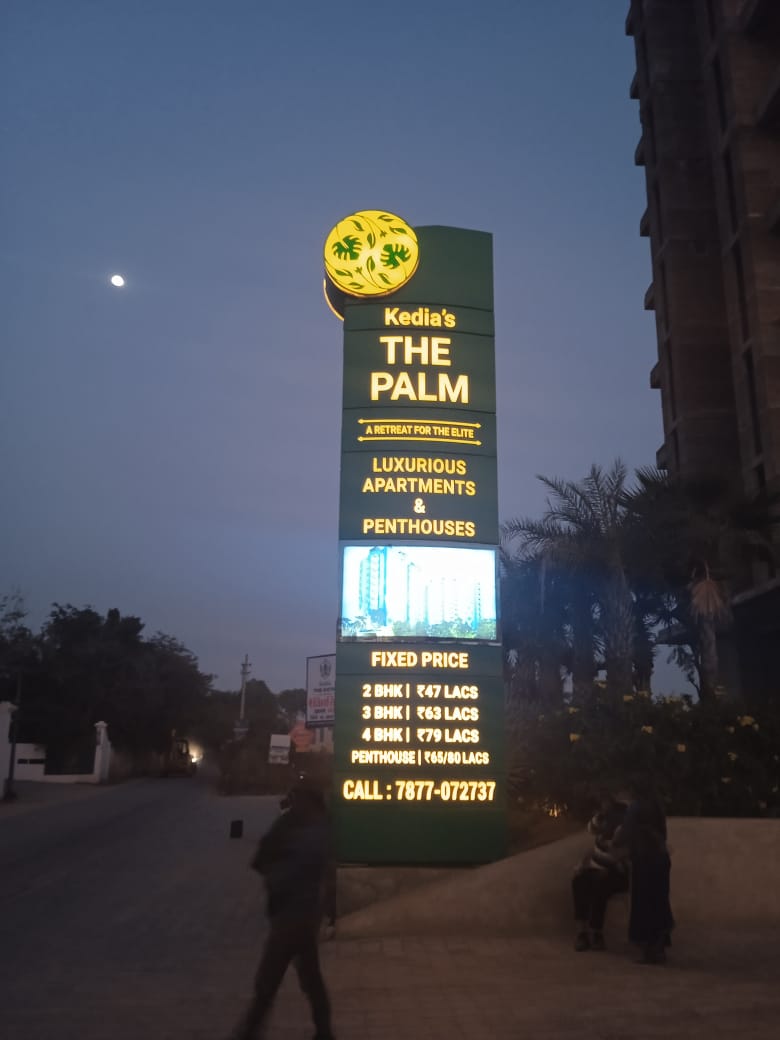 Kedia's
THE
PALM
A RETREAT FOR THE ELITE
LUXURIOUS
APARTMENTS
&
PENTHOUSES
FIXED PRICE
2 BHK | ₹47 LACS
3 BHK | ₹63 LACS
4 BHK | ₹79 LACS
PENTHOUSE | ₹65/80 LACS
CALL : 7877-072737